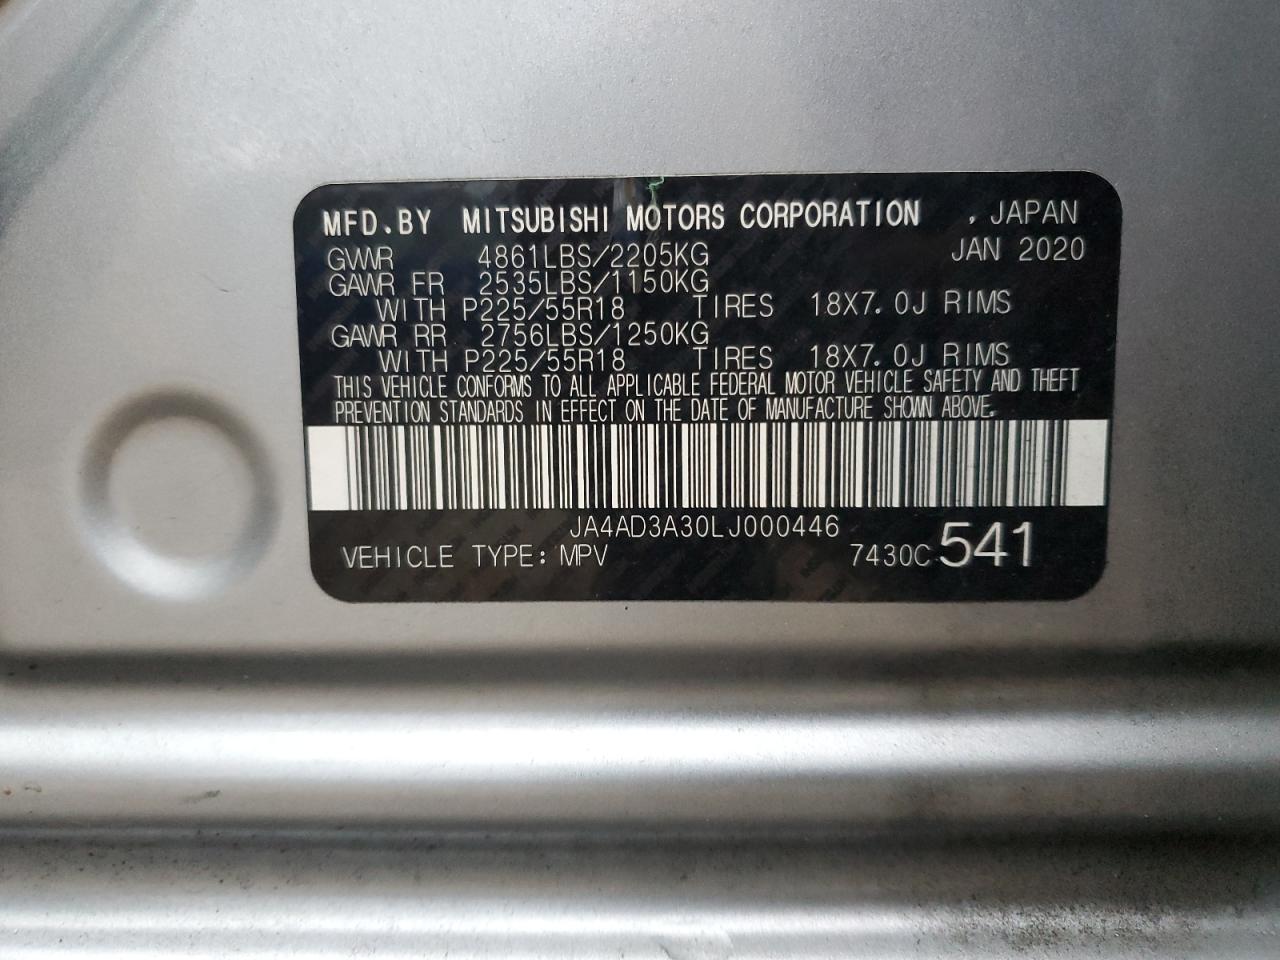 MFD.BY MITSUBISHI MOTORS CORPORATION , JAPAN
GVWR 4861LBS/2205KG JAN 2020
GAWR FR 2535LBS/1150KG
WITH P225/55R18 TIRES 18X7.0J RIMS
GAWR RR 2756LBS/1250KG
WITH P225/55R18 TIRES 18X7.0J RIMS
THIS VEHICLE CONFORMS TO ALL APPLICABLE FEDERAL MOTOR VEHICLE SAFETY AND THEFT
PREVENTION STANDARDS IN EFFECT ON THE DATE OF MANUFACTURE SHOWN ABOVE.
JA4AD3A30LJ000446
VEHICLE TYPE: MPV 7430C 541